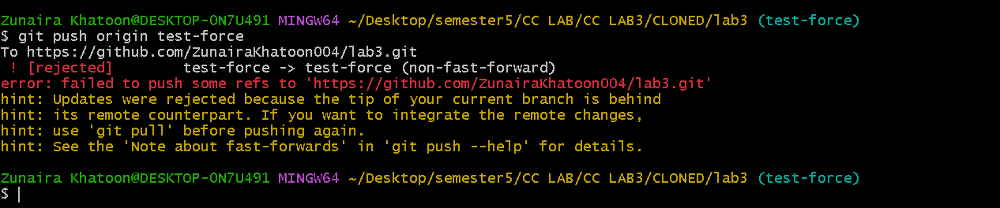 Zunaira Khatoon@DESKTOP-ON7U491 MINGW64 ~/Desktop/semester5/CC LAB/CC LAB3/CLONED/lab3 (test-force)
$ git push origin test-force
To https://github.com/ZunairaKhatoon004/lab3.git
 ! [rejected]        test-force -> test-force (non-fast-forward)
error: failed to push some refs to 'https://github.com/ZunairaKhatoon004/lab3.git'
hint: Updates were rejected because the tip of your current branch is behind
hint: its remote counterpart. If you want to integrate the remote changes,
hint: use 'git pull' before pushing again.
hint: See the 'Note about fast-forwards' in 'git push --help' for details.
Zunaira Khatoon@DESKTOP-ON7U491 MINGW64 ~/Desktop/semester5/CC LAB/CC LAB3/CLONED/lab3 (test-force)
$